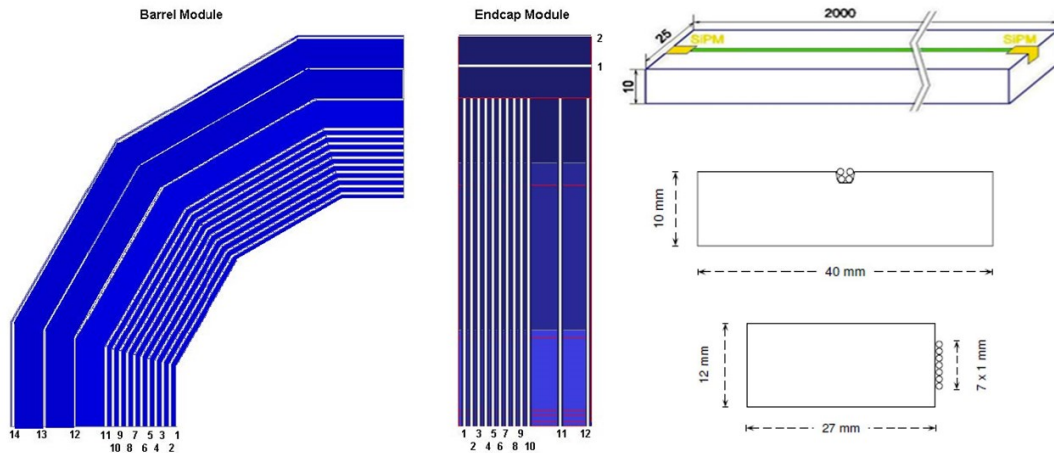 Barrel Module
14 13 12 11 9 7 5 3 1
10 8 6 4 2
Endcap Module
2
1
1 3 5 7 9 11 12
2 4 6 8 10
2000
25
SiPM
SiPM
10
10 mm
40 mm
12 mm
7 x 1 mm
27 mm